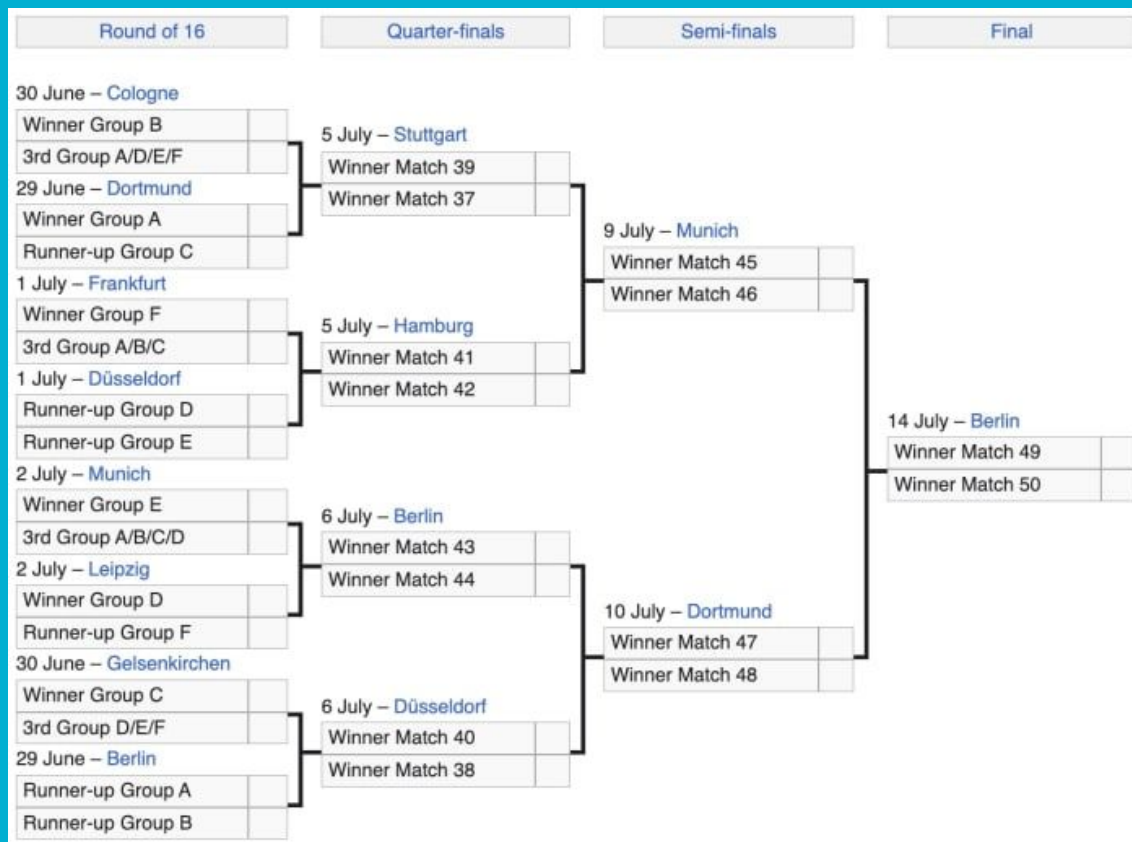 Round of 16
Quarter-finals
Semi-finals
Final
30 June – Cologne
Winner Group B
3rd Group A/D/E/F
29 June – Dortmund
Winner Group A
Runner-up Group C
1 July – Frankfurt
Winner Group F
3rd Group A/B/C
1 July – Düsseldorf
Runner-up Group D
Runner-up Group E
2 July – Munich
Winner Group E
3rd Group A/B/C/D
2 July – Leipzig
Winner Group D
Runner-up Group F
30 June – Gelsenkirchen
Winner Group C
3rd Group D/E/F
29 June – Berlin
Runner-up Group A
Runner-up Group B
5 July – Stuttgart
Winner Match 39
Winner Match 37
5 July – Hamburg
Winner Match 41
Winner Match 42
6 July – Berlin
Winner Match 43
Winner Match 44
6 July – Düsseldorf
Winner Match 40
Winner Match 38
9 July – Munich
Winner Match 45
Winner Match 46
10 July – Dortmund
Winner Match 47
Winner Match 48
14 July – Berlin
Winner Match 49
Winner Match 50